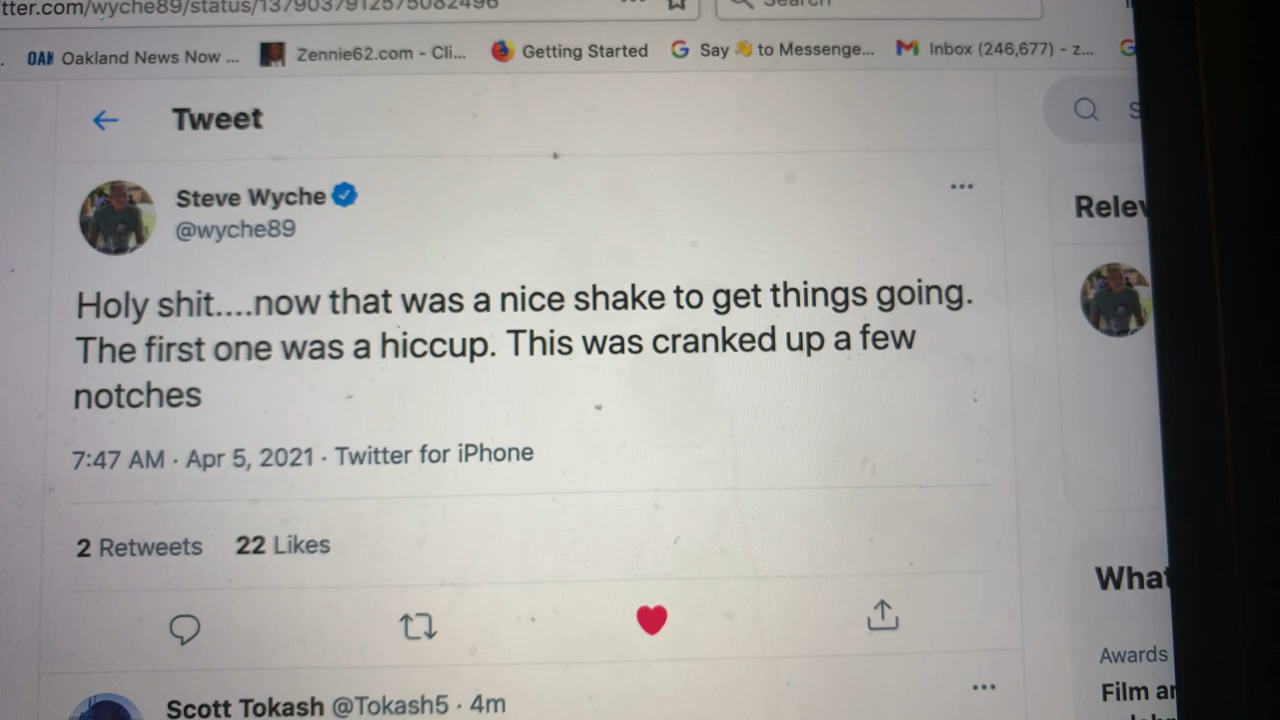 tter.com/wyche89/status/1379037912575082496
Search
OAN Oakland News Now ... Zennie62.com - Cli... Getting Started Say 👋 to Messenge... Inbox (246,677) - z...
Tweet
Steve Wyche
@wyche89
Holy shit....now that was a nice shake to get things going.
The first one was a hiccup. This was cranked up a few
notches
7:47 AM · Apr 5, 2021 · Twitter for iPhone
2 Retweets 22 Likes
Scott Tokash @Tokash5 · 4m
Relev
What
Awards
Film ar